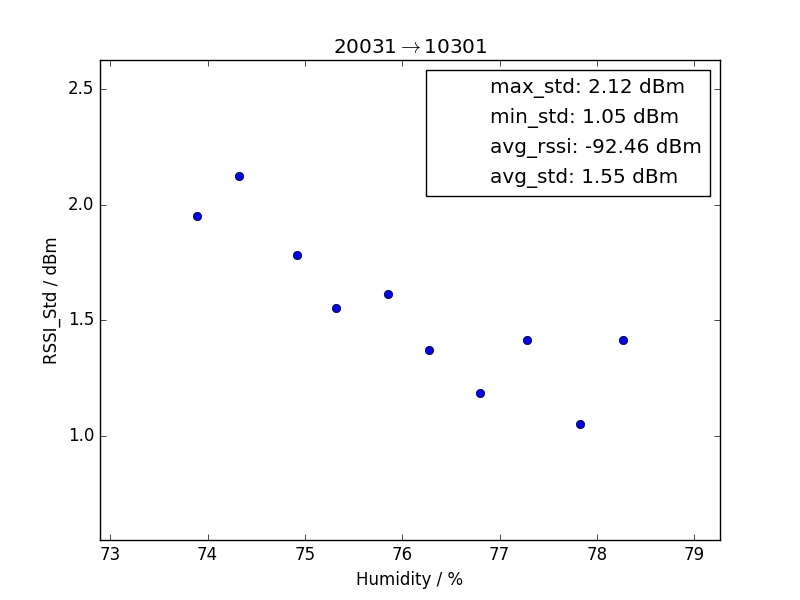 20031→10301
max_std: 2.12 dBm
min_std: 1.05 dBm
avg_rssi: -92.46 dBm
avg_std: 1.55 dBm
2.5
2.0
1.5
1.0
RSSI_Std / dBm
73 74 75 76 77 78 79
Humidity / %